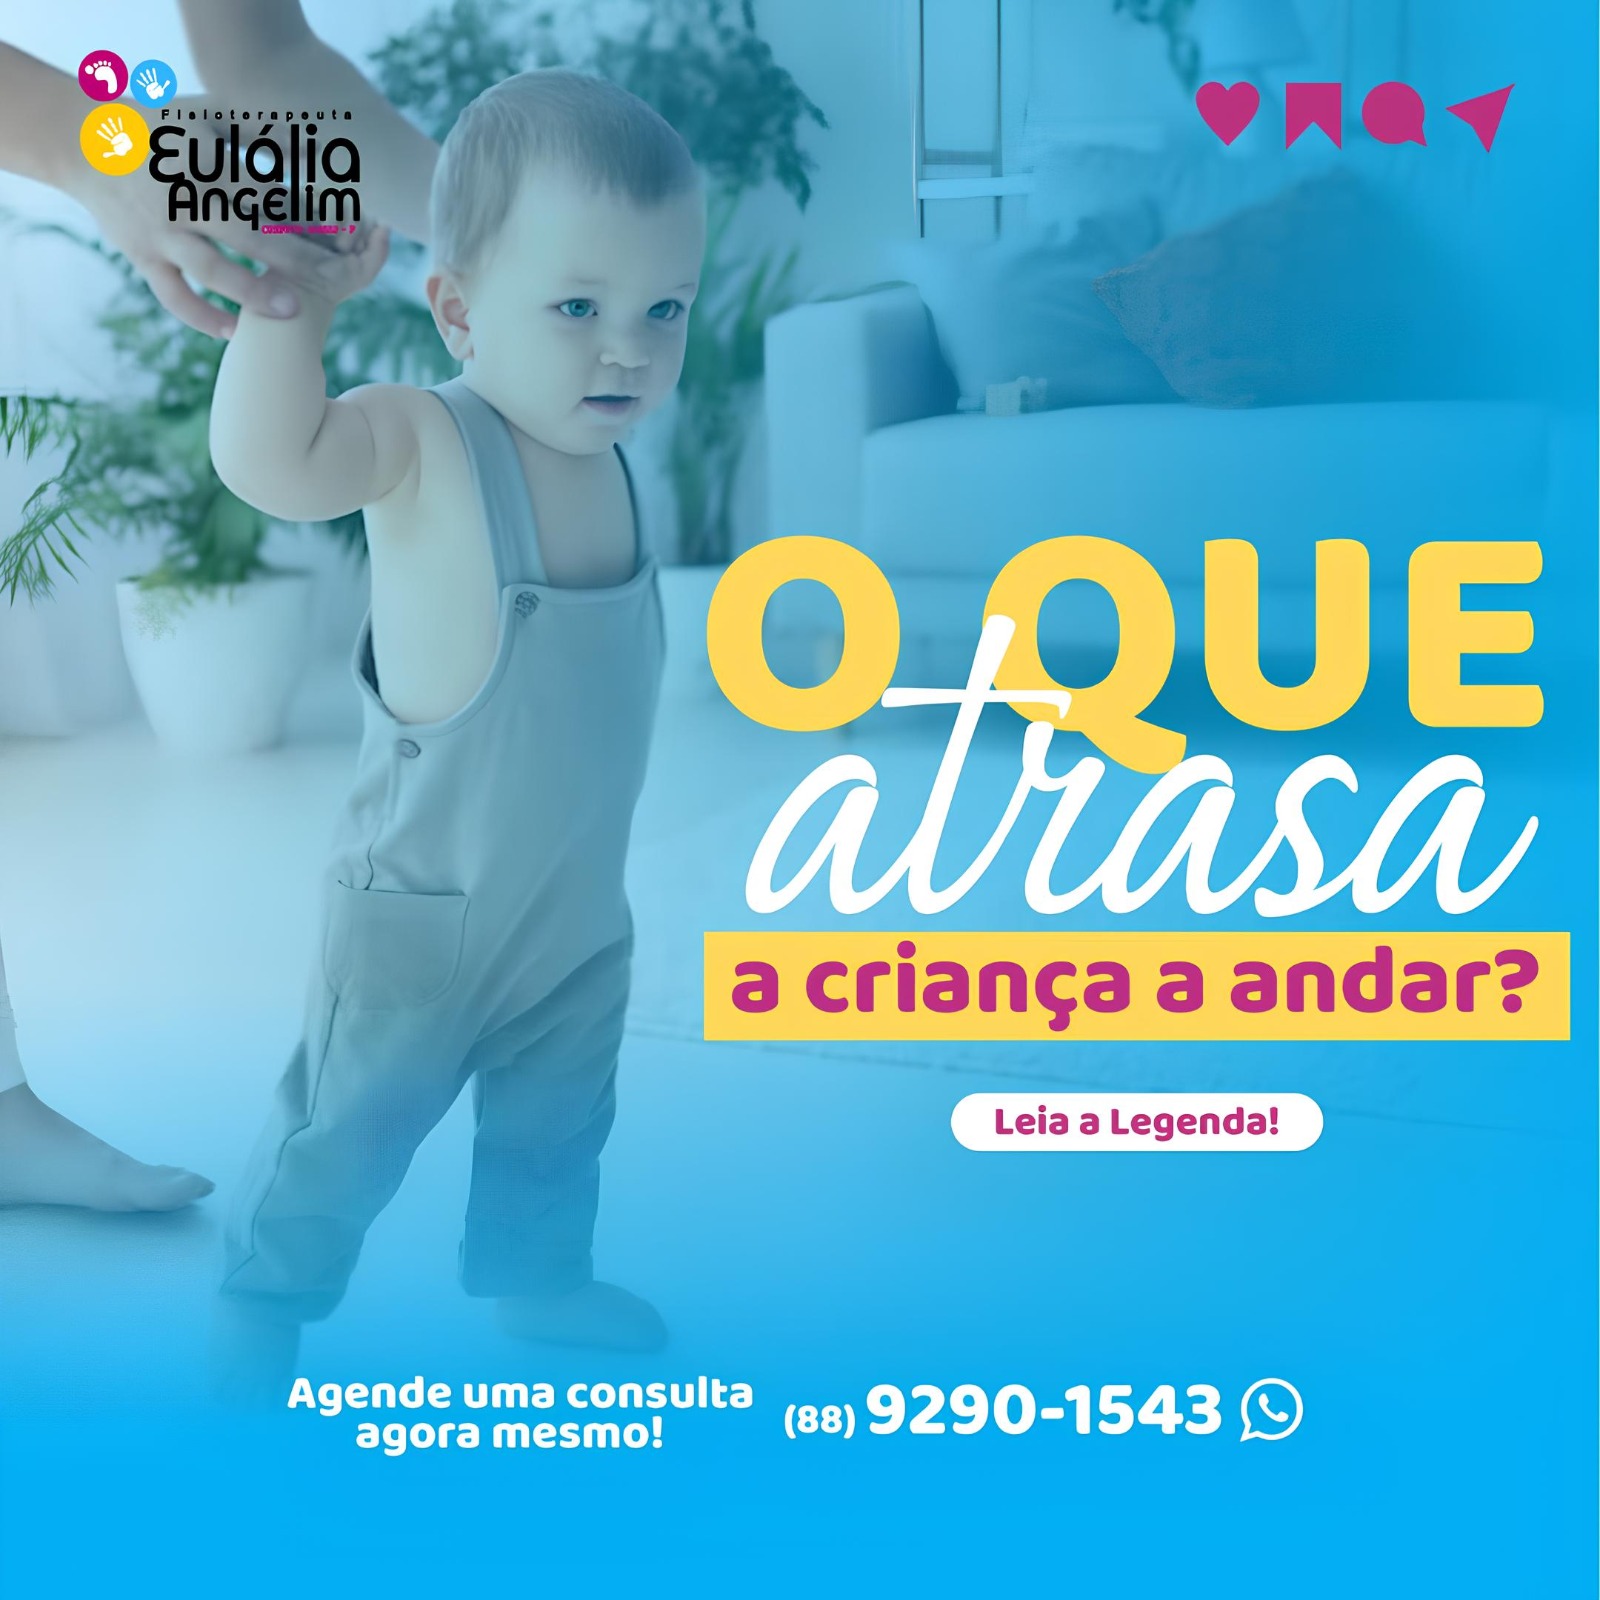 Fisioterapeuta
Eulália
Angelim
O QUE
atrasa
a criança a andar?
Leia a Legenda!
Agende uma consulta
agora mesmo!
(88) 9290-1543